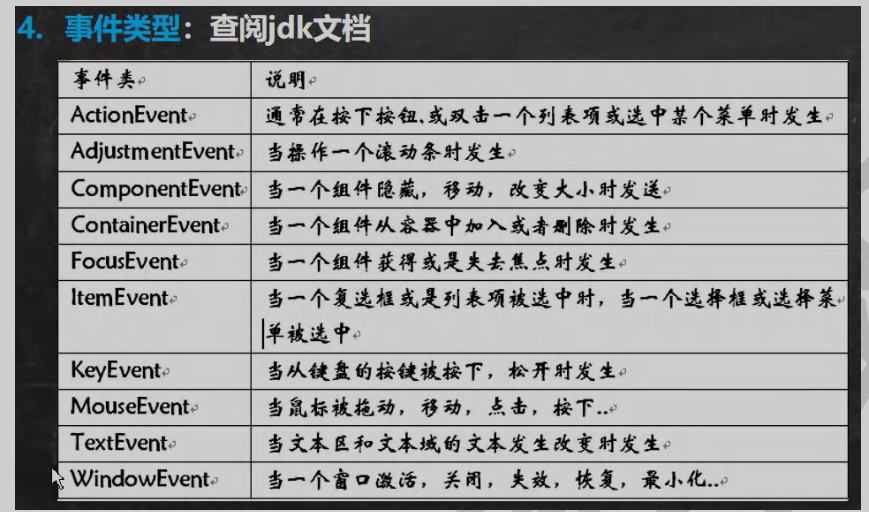 4. 事件类型：查阅jdk文档
事件类 说明
ActionEvent 通常在按下按钮,或双击一个列表项或选中某个菜单时发生
AdjustmentEvent 当操作一个滚动条时发生
ComponentEvent 当一个组件隐藏，移动，改变大小时发送
ContainerEvent 当一个组件从容器中加入或者删除时发生
FocusEvent 当一个组件获得或是失去焦点时发生
ItemEvent 当一个复选框或是列表项被选中时，当一个选择框或选择菜
单被选中
KeyEvent 当从键盘的按键被按下，松开时发生
MouseEvent 当鼠标被拖动，移动，点击，按下..
TextEvent 当文本区和文本域的文本发生改变时发生
WindowEvent 当一个窗口激活，关闭，失效，恢复，最小化..